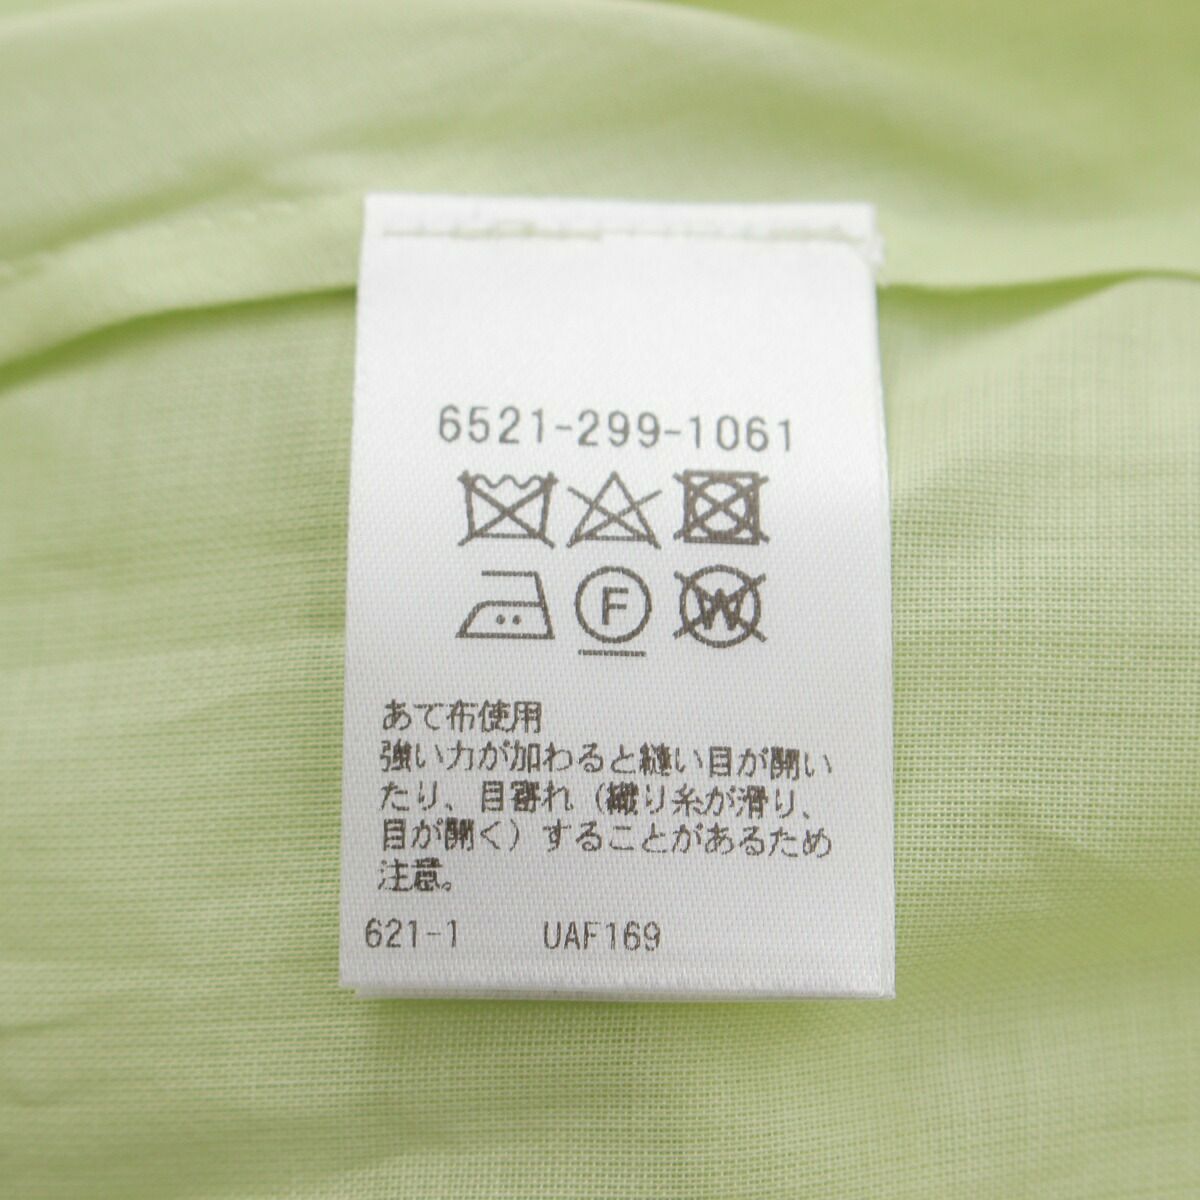 6521-299-1061
F
W
あて布使用
強い力が加わると縫い目が開い
たり、目寄れ（織り糸が滑り、
目が開く）することがあるため
注意。
621-1 UAF169